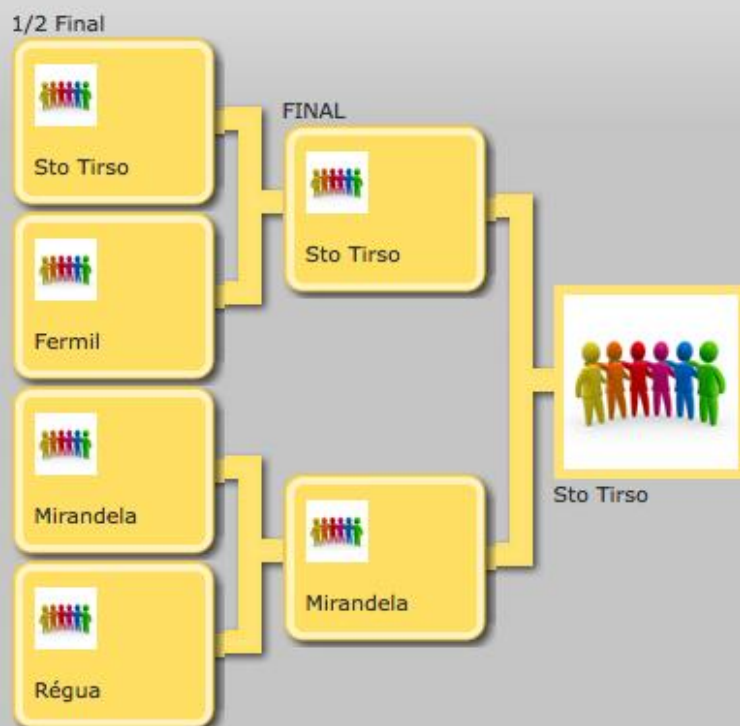 1/2 Final
Sto Tirso
Fermil
Mirandela
Régua
FINAL
Sto Tirso
Mirandela
Sto Tirso